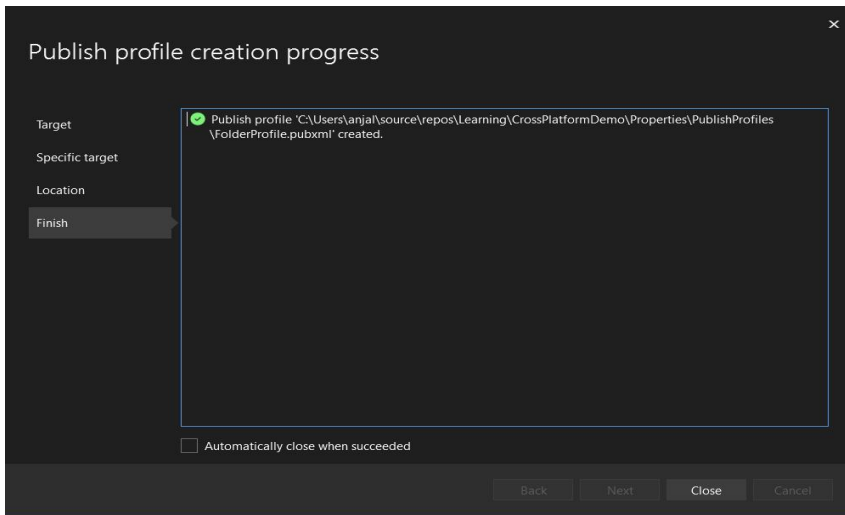 Publish profile creation progress
Target
Specific target
Location
Finish
Publish profile 'C:\Users\anjal\source\repos\Learning\CrossPlatformDemo\Properties\PublishProfiles
\FolderProfile.pubxml' created.
Automatically close when succeeded
Back
Next
Close
Cancel